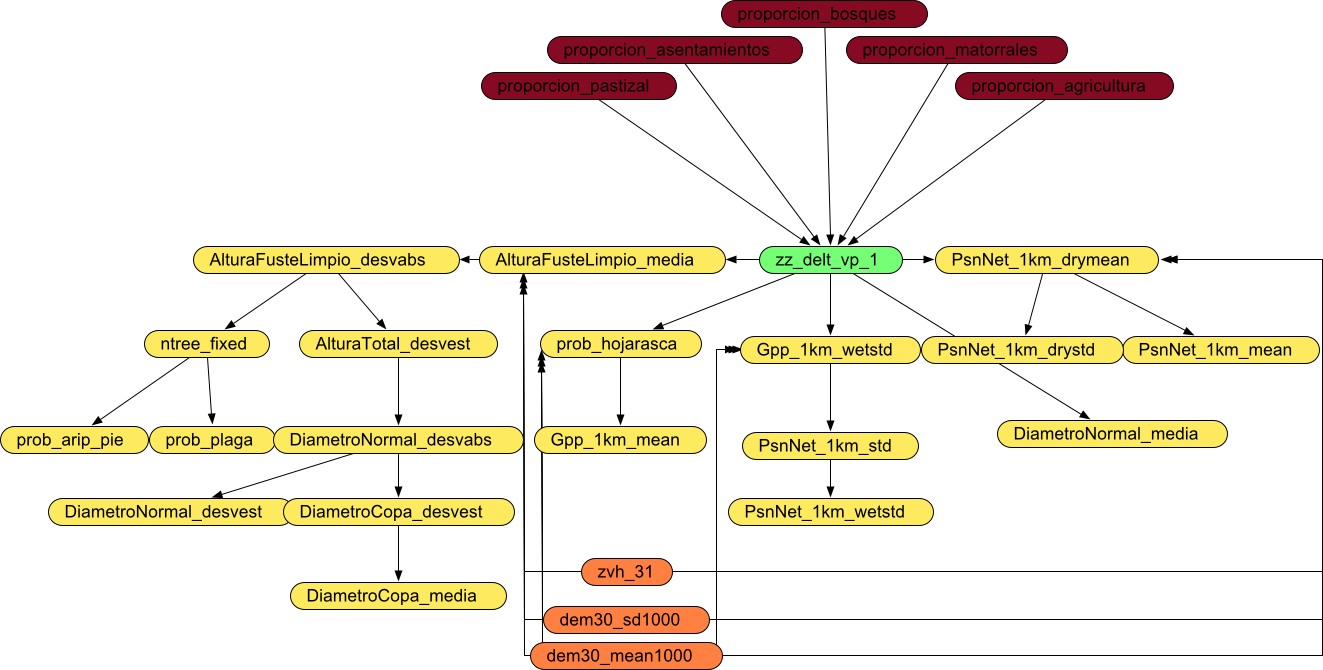 proporcion_bosques
proporcion_asentamientos
proporcion_matorrales
proporcion_pastizal
proporcion_agricultura
AlturaFusteLimpio_desvabs
AlturaFusteLimpio_media
zz_delt_vp_1
PsnNet_1km_drymean
ntree_fixed
AlturaTotal_desvest
prob_hojarasca
Gpp_1km_wetstd
PsnNet_1km_drystd
PsnNet_1km_mean
prob_arip_pie
prob_plaga
DiametroNormal_desvabs
Gpp_1km_mean
PsnNet_1km_std
DiametroNormal_media
DiametroNormal_desvest
DiametroCopa_desvest
PsnNet_1km_wetstd
zvh_31
DiametroCopa_media
dem30_sd1000
dem30_mean1000